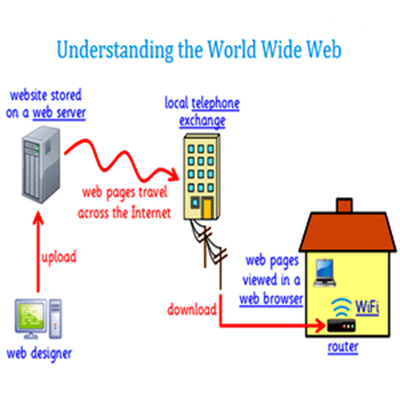 Understanding the World Wide Web
website stored
on a web server
local telephone
exchange
web pages travel
across the Internet
upload
web designer
web pages
viewed in a
web browser
download
WiFi
router